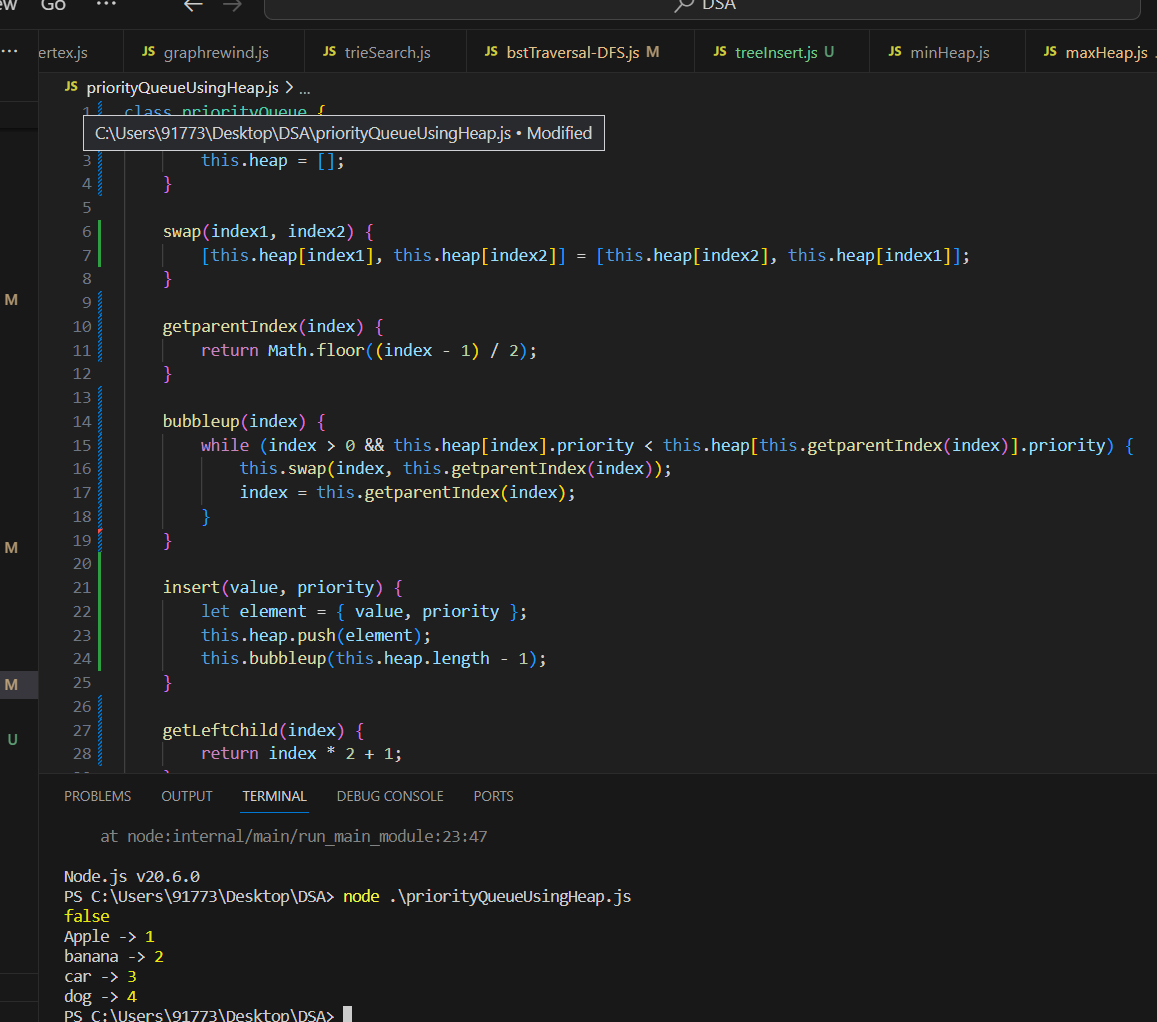 Go ... ← → DSA
...
ertex.js JS graphrewind.js JS trieSearch.js JS bstTraversal-DFS.js M JS treeInsert.js U JS minHeap.js JS maxHeap.js
JS priorityQueueUsingHeap.js > ...
1 class priorityQueue {
C:\Users\91773\Desktop\DSA\priorityQueueUsingHeap.js • Modified
3 this.heap = [];
4 }
5
6 swap(index1, index2) {
7 [this.heap[index1], this.heap[index2]] = [this.heap[index2], this.heap[index1]];
8 }
9
M
10 getparentIndex(index) {
11 return Math.floor((index - 1) / 2);
12 }
13
14 bubbleup(index) {
15 while (index > 0 && this.heap[index].priority < this.heap[this.getparentIndex(index)].priority) {
16 this.swap(index, this.getparentIndex(index));
17 index = this.getparentIndex(index);
18 }
19 }
M
20
21 insert(value, priority) {
22 let element = { value, priority };
23 this.heap.push(element);
24 this.bubbleup(this.heap.length - 1);
25 }
M
26
27 getLeftChild(index) {
U
28 return index * 2 + 1;
PROBLEMS OUTPUT TERMINAL DEBUG CONSOLE PORTS
at node:internal/main/run_main_module:23:47
Node.js v20.6.0
PS C:\Users\91773\Desktop\DSA> node .\priorityQueueUsingHeap.js
false
Apple -> 1
banana -> 2
car -> 3
dog -> 4
PS C:\Users\91773\Desktop\DSA>